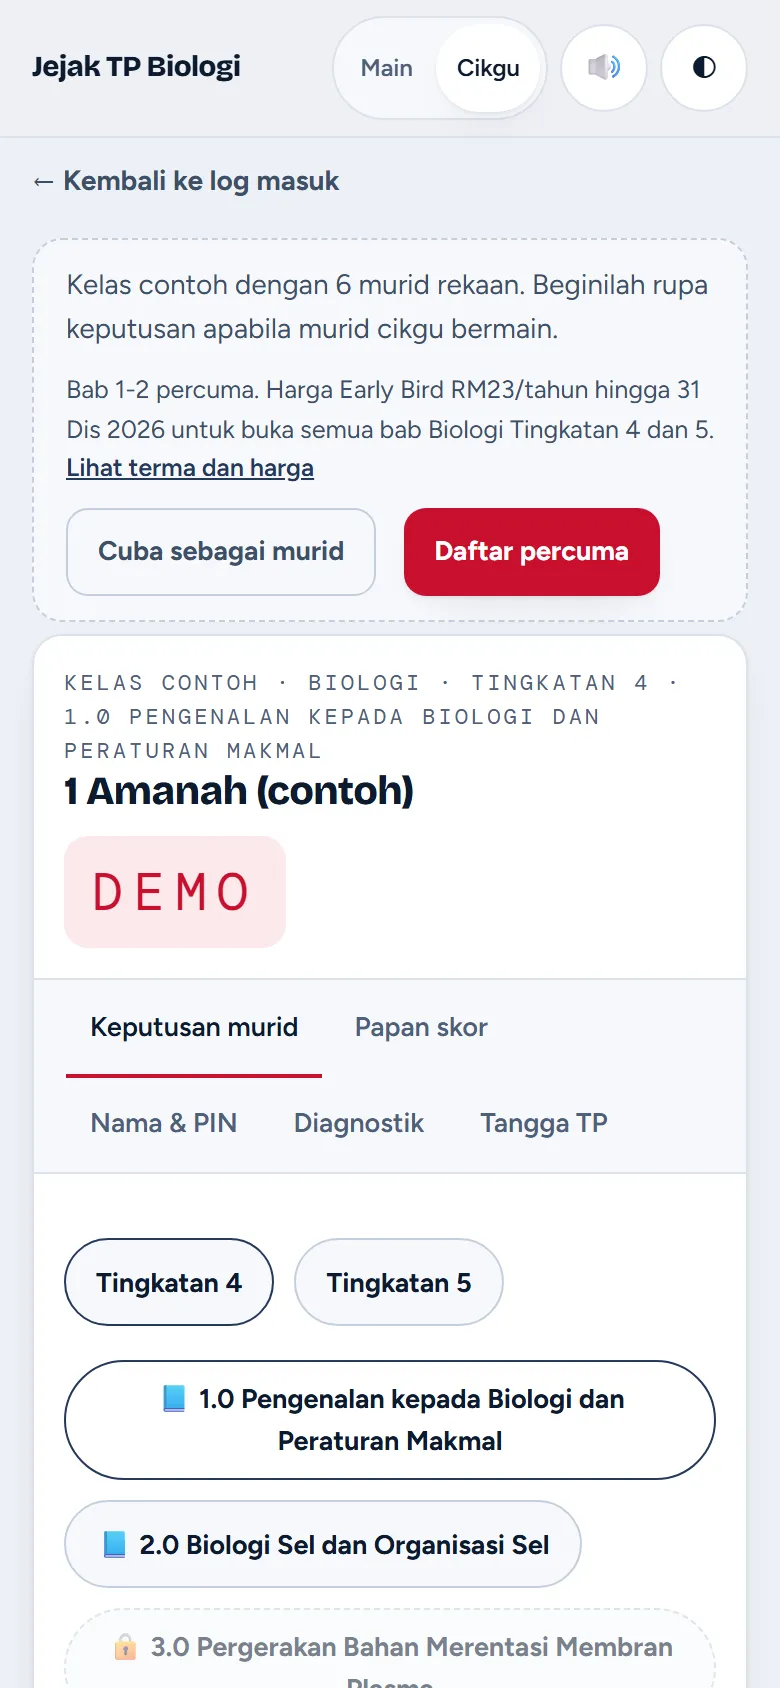 Jejak TP Biologi
Main
Cikgu
← Kembali ke log masuk
Kelas contoh dengan 6 murid rekaan. Beginilah rupa
keputusan apabila murid cikgu bermain.
Bab 1-2 percuma. Harga Early Bird RM23/tahun hingga 31
Dis 2026 untuk buka semua bab Biologi Tingkatan 4 dan 5.
Lihat terma dan harga
Cuba sebagai murid
Daftar percuma
KELAS CONTOH · BIOLOGI · TINGKATAN 4 ·
1.0 PENGENALAN KEPADA BIOLOGI DAN
PERATURAN MAKMAL
1 Amanah (contoh)
DEMO
Keputusan murid
Papan skor
Nama & PIN
Diagnostik
Tangga TP
Tingkatan 4
Tingkatan 5
1.0 Pengenalan kepada Biologi dan
Peraturan Makmal
2.0 Biologi Sel dan Organisasi Sel
3.0 Pergerakan Bahan Merentasi Membran